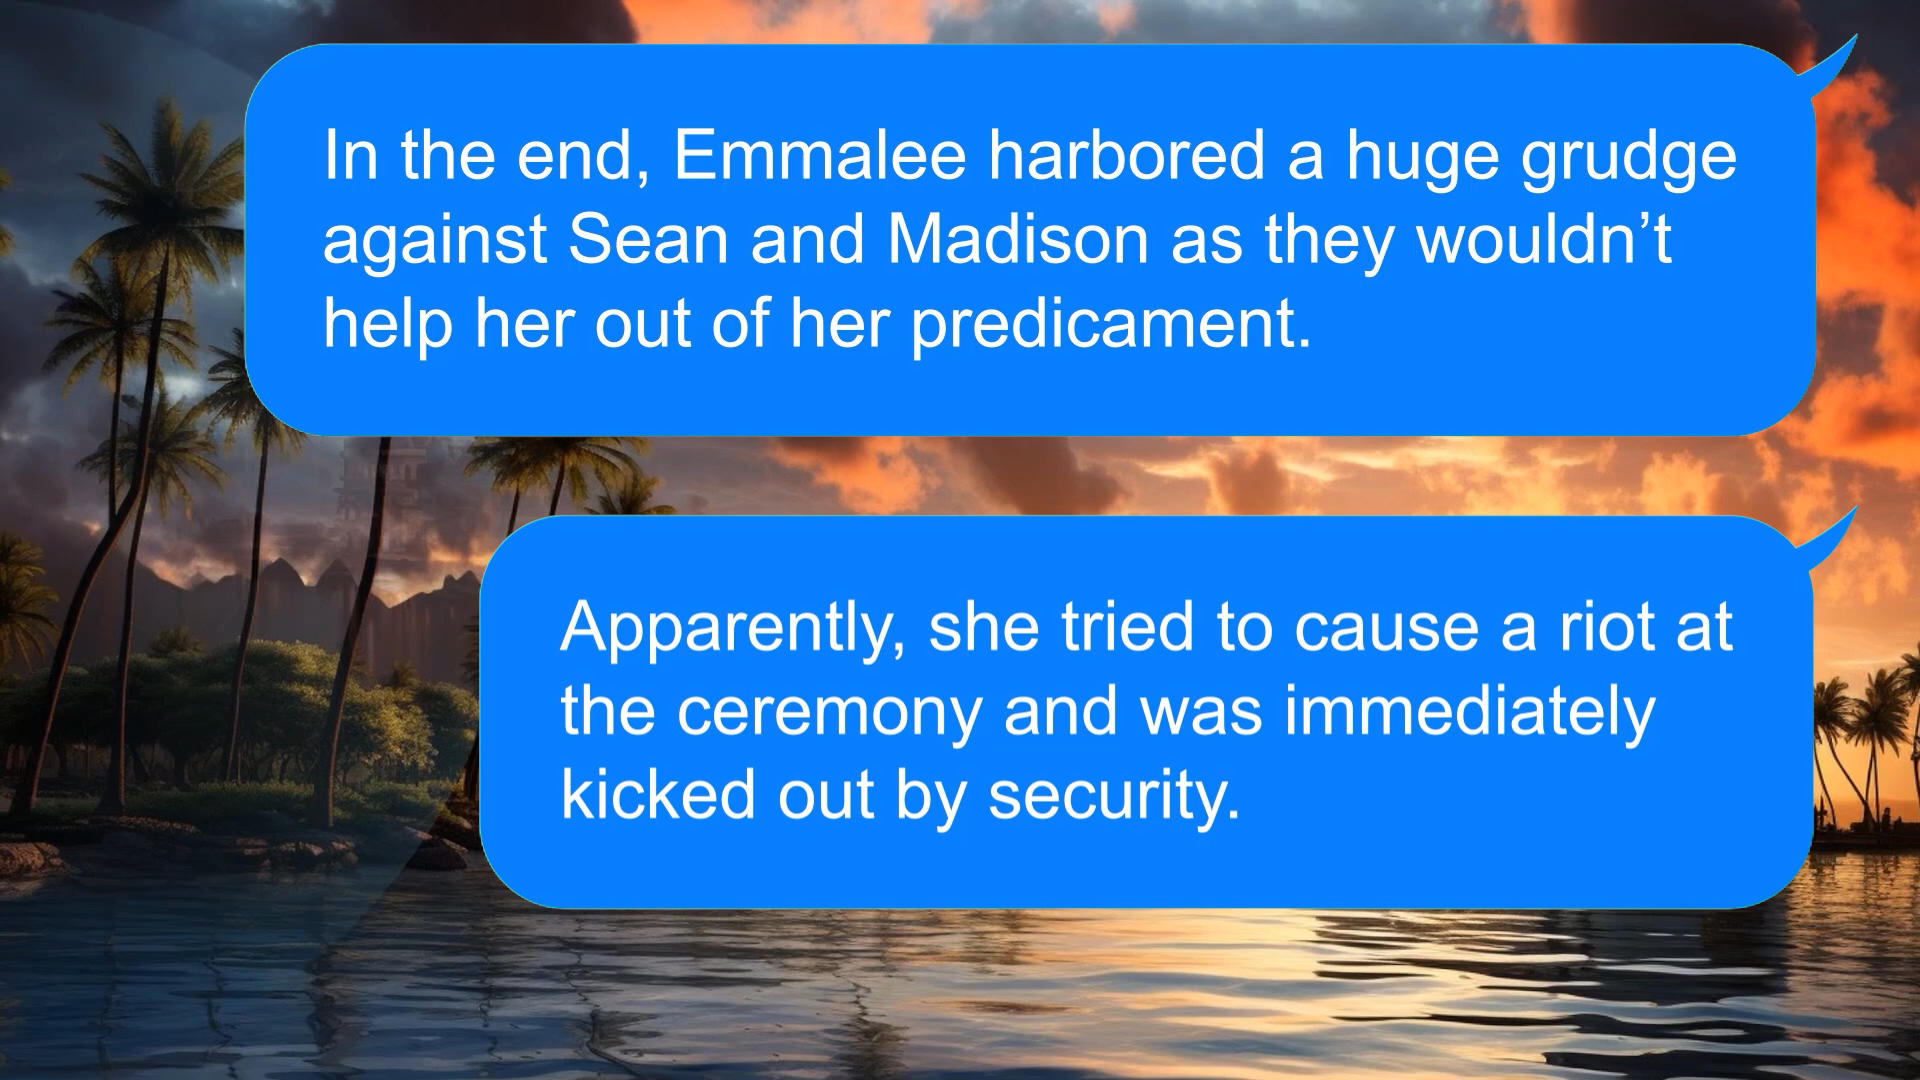 In the end, Emmalee harbored a huge grudge
against Sean and Madison as they wouldn’t
help her out of her predicament.
Apparently, she tried to cause a riot at
the ceremony and was immediately
kicked out by security.